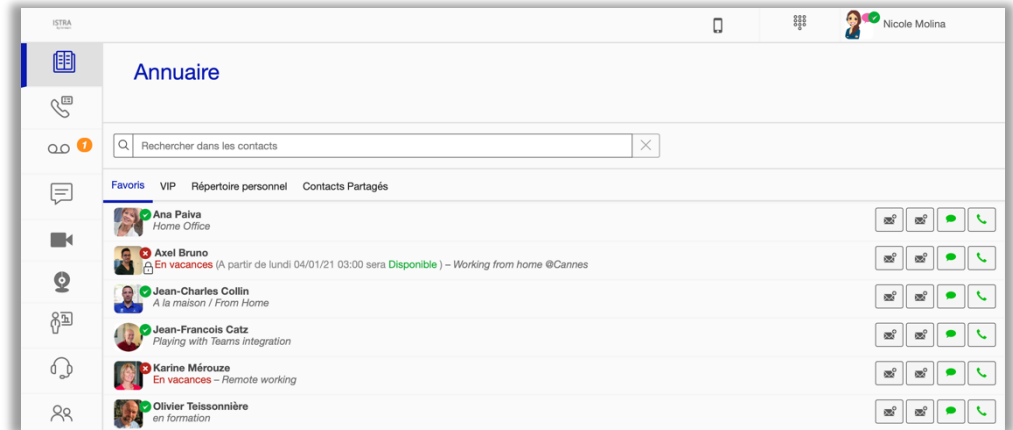 ISTRA
Nicole Molina
Annuaire
1
Rechercher dans les contacts
Favoris VIP Répertoire personnel Contacts Partagés
Ana Paiva
Home Office
Axel Bruno
En vacances (A partir de lundi 04/01/21 03:00 sera Disponible ) – Working from home @Cannes
Jean-Charles Collin
A la maison / From Home
Jean-Francois Catz
Playing with Teams integration
Karine Mérouze
En vacances – Remote working
Olivier Teissonnière
en formation